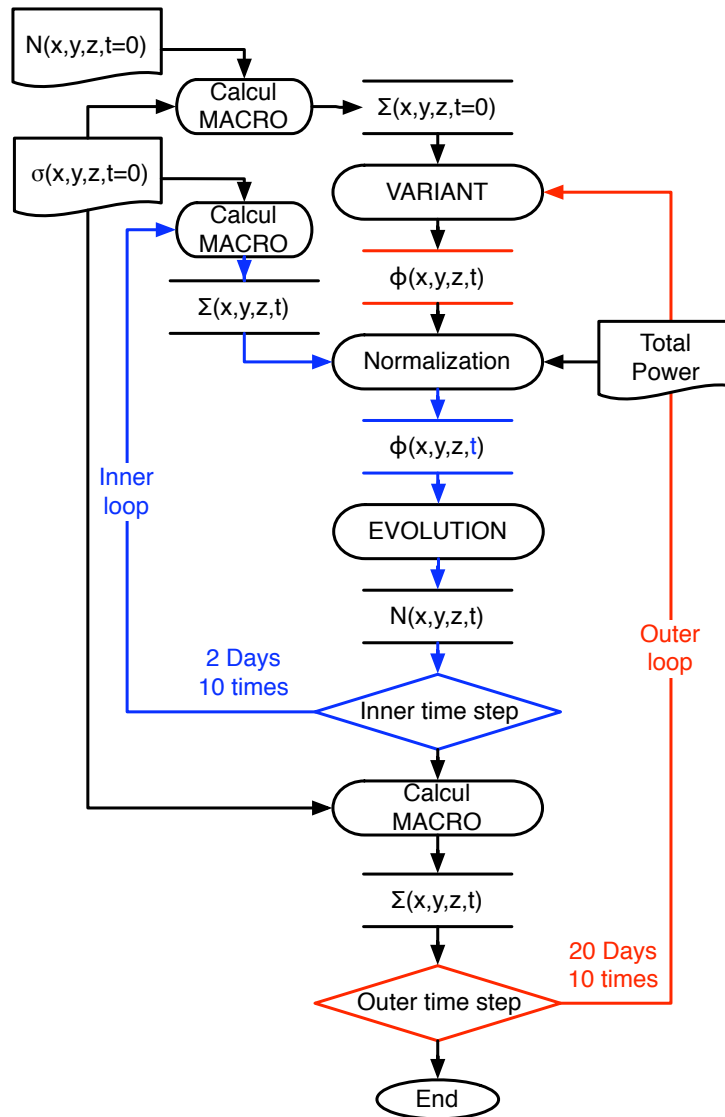 N(x,y,z,t=0)
Calcul
MACRO
Σ(x,y,z,t=0)
σ(x,y,z,t=0)
VARIANT
Calcul
MACRO
ϕ(x,y,z,t)
Σ(x,y,z,t)
Normalization
Total
Power
ϕ(x,y,z,t)
Inner
loop
EVOLUTION
N(x,y,z,t)
Outer
loop
2 Days
10 times
Inner time step
Calcul
MACRO
Σ(x,y,z,t)
20 Days
10 times
Outer time step
End